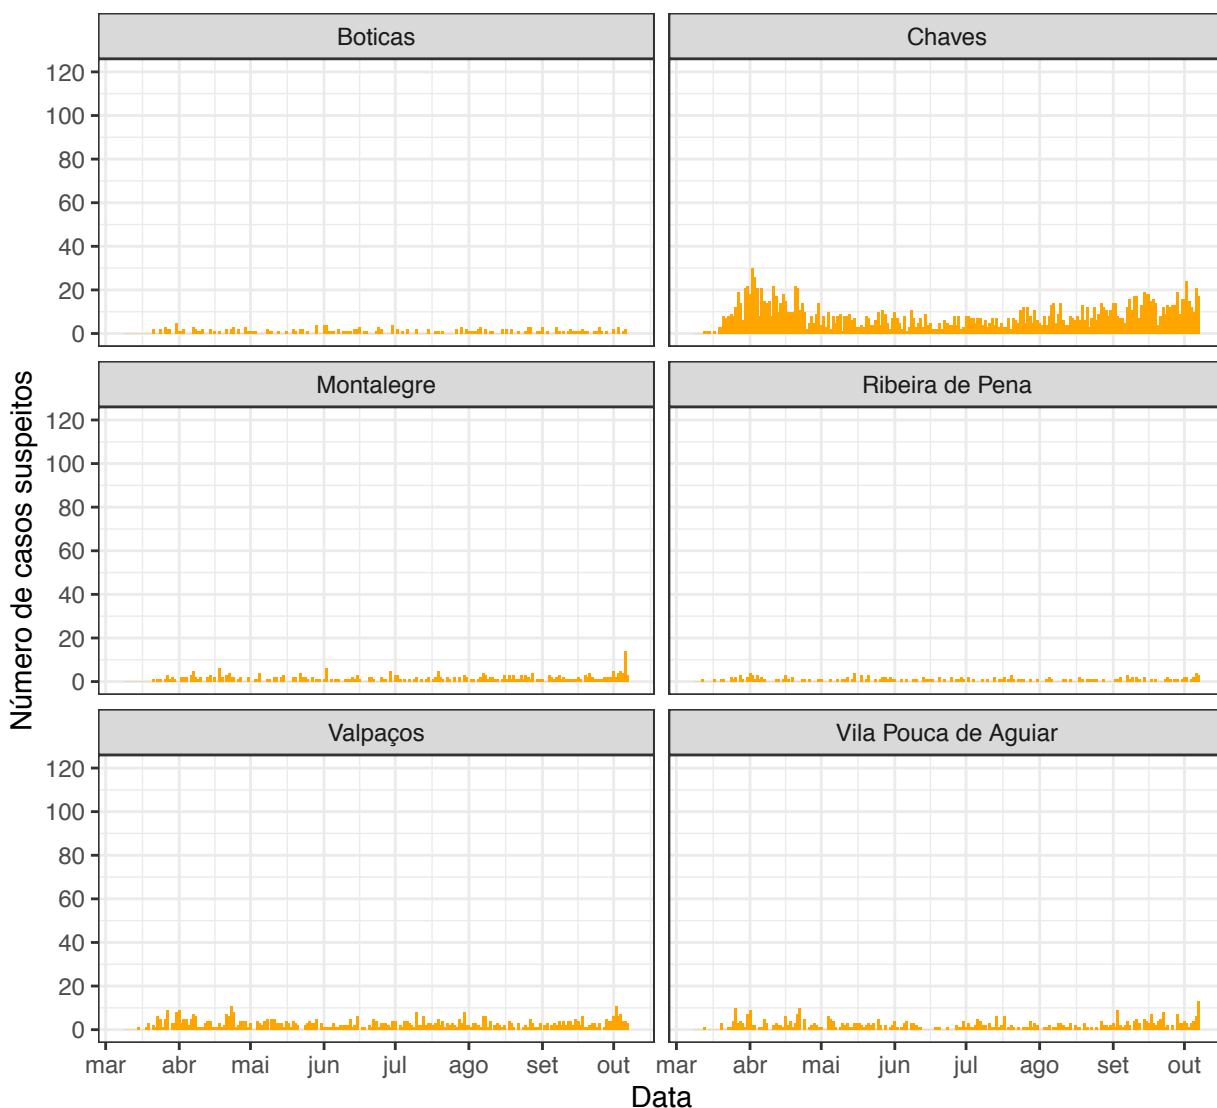 Boticas
Chaves
120
100
80
60
40
20
0
Montalegre
Ribeira de Pena
120
100
80
60
40
20
0
Valpaços
Vila Pouca de Aguiar
120
100
80
60
40
20
0
mar abr mai jun jul ago set out
mar abr mai jun jul ago set out
Data
Número de casos suspeitos